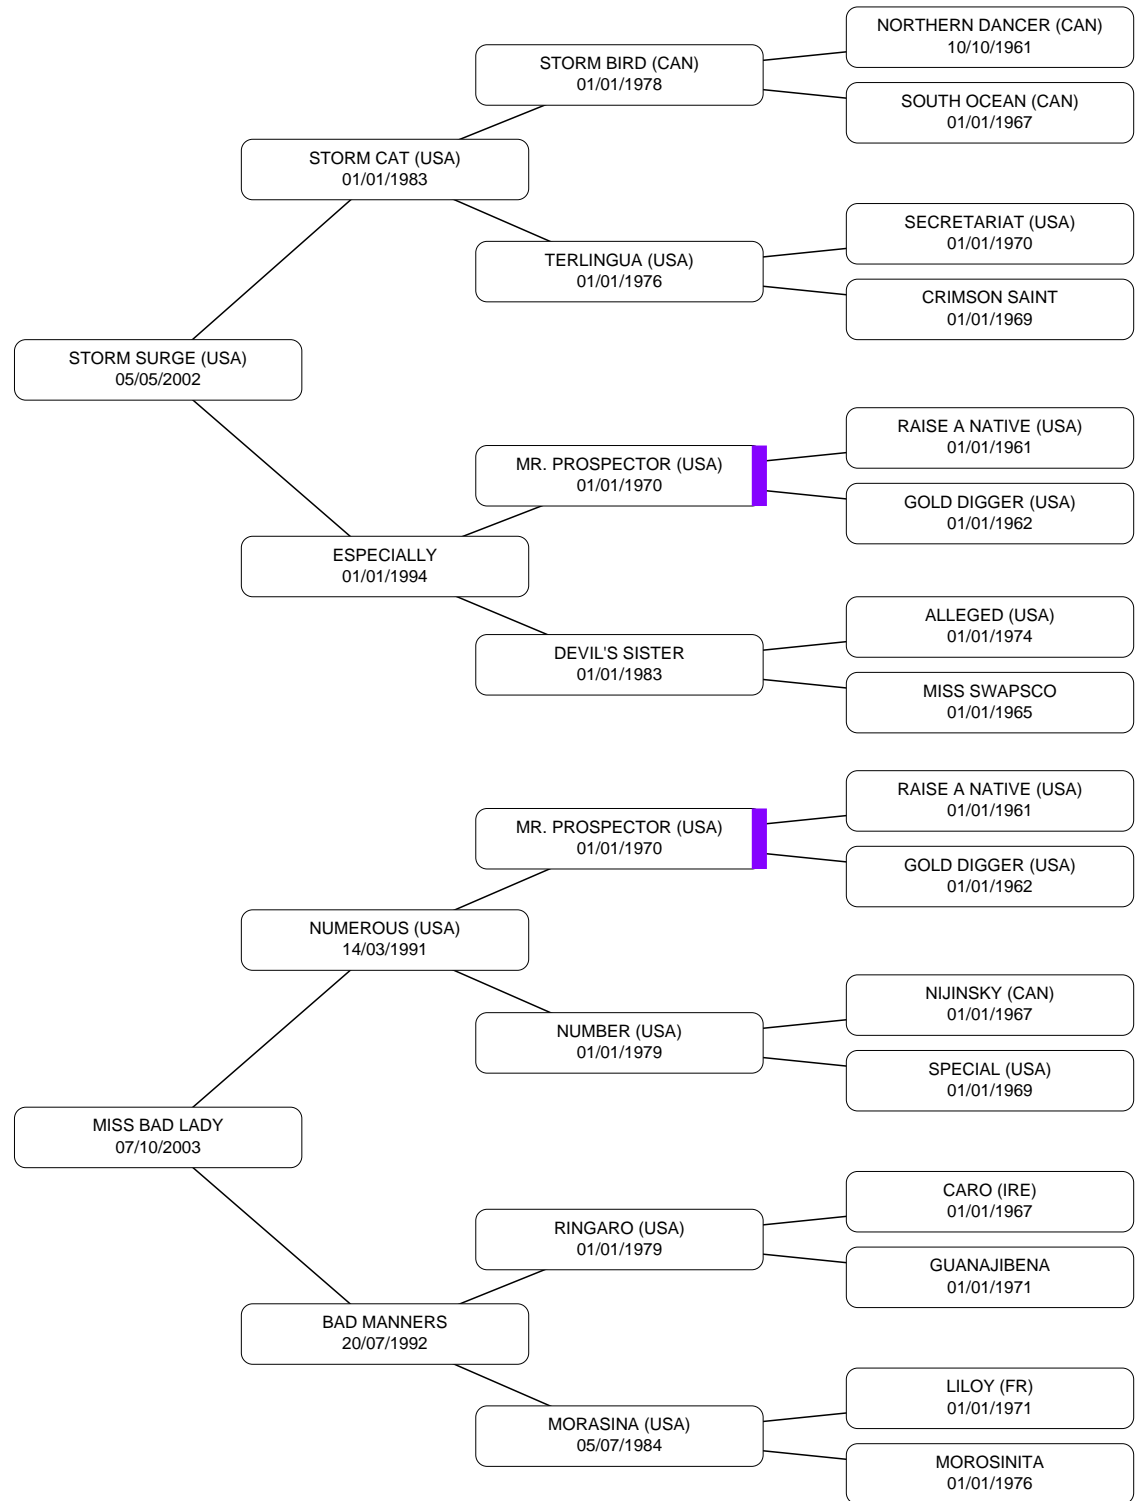 NORTHERN DANCER (CAN)
10/10/1961
STORM BIRD (CAN)
01/01/1978
SOUTH OCEAN (CAN)
01/01/1967
STORM CAT (USA)
01/01/1983
SECRETARIAT (USA)
01/01/1970
TERLINGUA (USA)
01/01/1976
CRIMSON SAINT
01/01/1969
STORM SURGE (USA)
05/05/2002
RAISE A NATIVE (USA)
01/01/1961
MR. PROSPECTOR (USA)
01/01/1970
GOLD DIGGER (USA)
01/01/1962
ESPECIALLY
01/01/1994
ALLEGED (USA)
01/01/1974
DEVIL'S SISTER
01/01/1983
MISS SWAPSCO
01/01/1965
RAISE A NATIVE (USA)
01/01/1961
MR. PROSPECTOR (USA)
01/01/1970
GOLD DIGGER (USA)
01/01/1962
NUMEROUS (USA)
14/03/1991
NIJINSKY (CAN)
01/01/1967
NUMBER (USA)
01/01/1979
SPECIAL (USA)
01/01/1969
MISS BAD LADY
07/10/2003
CARO (IRE)
01/01/1967
RINGARO (USA)
01/01/1979
GUANAJIBENA
01/01/1971
BAD MANNERS
20/07/1992
LILOY (FR)
01/01/1971
MORASINA (USA)
05/07/1984
MOROSINITA
01/01/1976